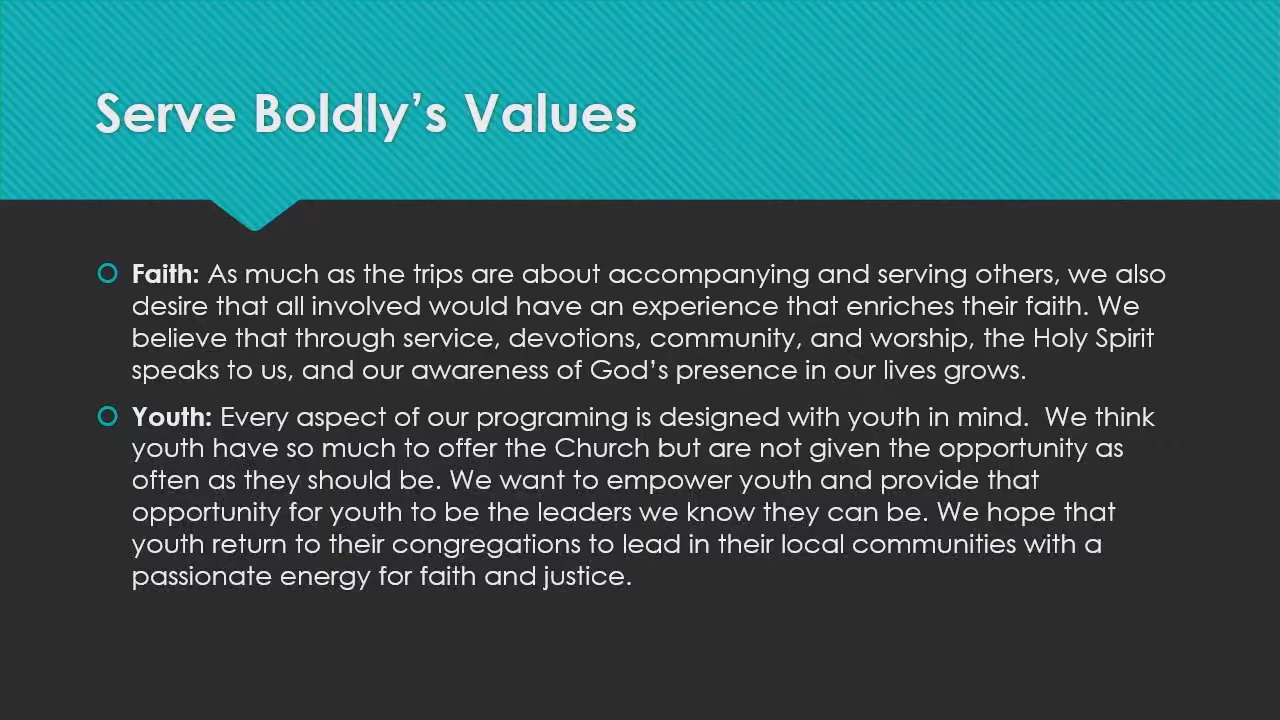 Serve Boldly’s Values
Faith: As much as the trips are about accompanying and serving others, we also
desire that all involved would have an experience that enriches their faith. We
believe that through service, devotions, community, and worship, the Holy Spirit
speaks to us, and our awareness of God’s presence in our lives grows.
Youth: Every aspect of our programing is designed with youth in mind.  We think
youth have so much to offer the Church but are not given the opportunity as
often as they should be. We want to empower youth and provide that
opportunity for youth to be the leaders we know they can be. We hope that
youth return to their congregations to lead in their local communities with a
passionate energy for faith and justice.